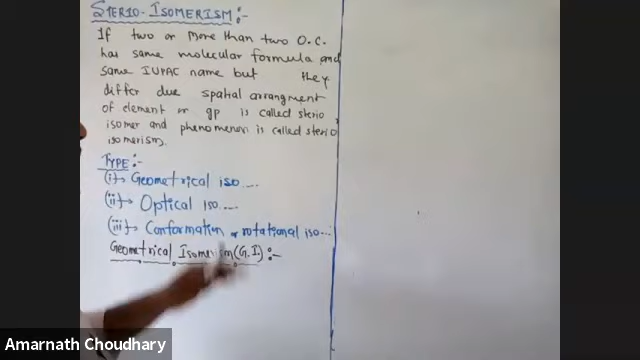 STERIO-ISOMERISM:-
If two or more than two O.C.
has same molecular formula and
same IUPAC name but they
differ due spatial arrangment
of element or gp is called sterio
isomer and phenomenon is called sterio
isomerism.
TYPE:-
(i)→ Geometrical iso...
(ii)→ Optical iso....
(iii)→ Conformation or rotational iso...
Geometrical Isomerism(G.I):-
Amarnath Choudhary